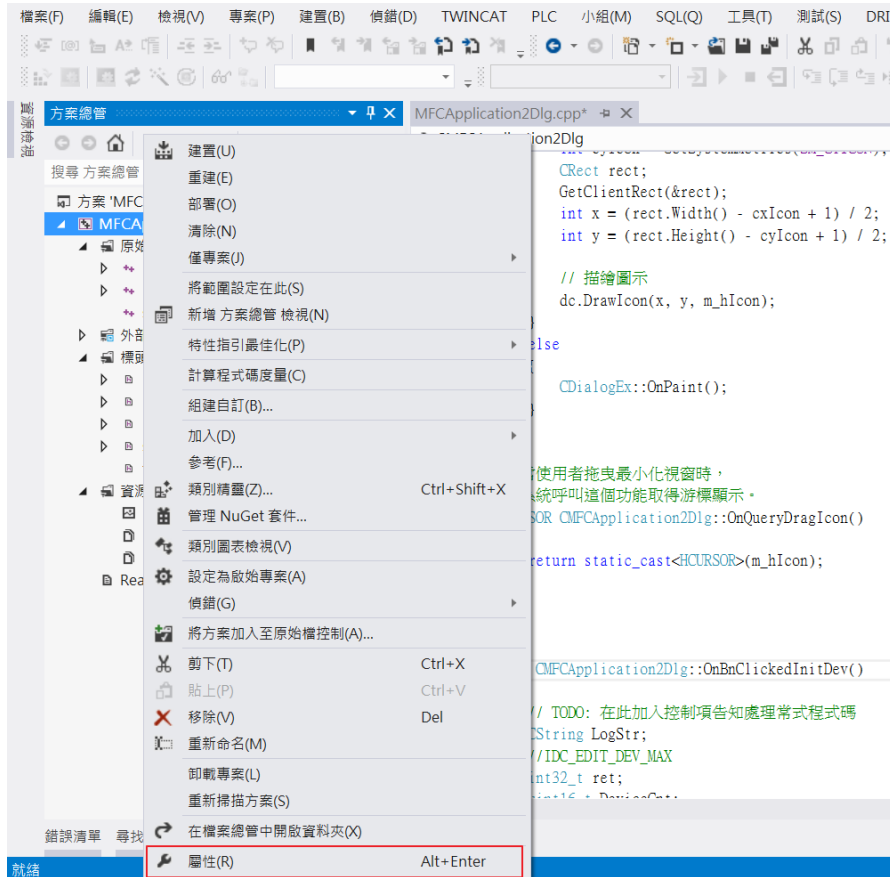 檔案(F) 編輯(E) 檢視(V) 專案(P) 建置(B) 偵錯(D) TWINCAT PLC 小組(M) SQL(Q) 工具(T) 測試(S) DRI
資源檢視
方案總管
MFCApplication2Dlg.cpp*
ion2Dlg
搜尋 方案總管
方案 'MFC
MFCA
原始
外部
標頭
資源
Rea
建置(U)
重建(E)
部署(O)
清除(N)
僅專案(J)
將範圍設定在此(S)
新增 方案總管 檢視(N)
特性指引最佳化(P)
計算程式碼度量(C)
組建自訂(B)...
加入(D)
參考(F)...
類別精靈(Z)... Ctrl+Shift+X
管理 NuGet 套件...
類別圖表檢視(V)
設定為啟始專案(A)
偵錯(G)
將方案加入至原始檔控制(A)...
剪下(T) Ctrl+X
貼上(P) Ctrl+V
移除(V) Del
重新命名(M)
卸載專案(L)
重新掃描方案(S)
在檔案總管中開啟資料夾(X)
屬性(R) Alt+Enter
CRect rect;
GetClientRect(&rect);
int x = (rect.Width() - cxIcon + 1) / 2;
int y = (rect.Height() - cyIcon + 1) / 2;
// 描繪圖示
dc.DrawIcon(x, y, m_hIcon);
}
else
CDialogEx::OnPaint();
}
使用者拖曳最小化視窗時，
統呼叫這個功能取得游標顯示。
SOR CMFCApplication2Dlg::OnQueryDragIcon()
return static_cast<HCURSOR>(m_hIcon);
CMFCApplication2Dlg::OnBnClickedInitDev()
// TODO: 在此加入控制項告知處理常式程式碼
CString LogStr;
//IDC_EDIT_DEV_MAX
int32_t ret;
錯誤清單 尋找
就緒